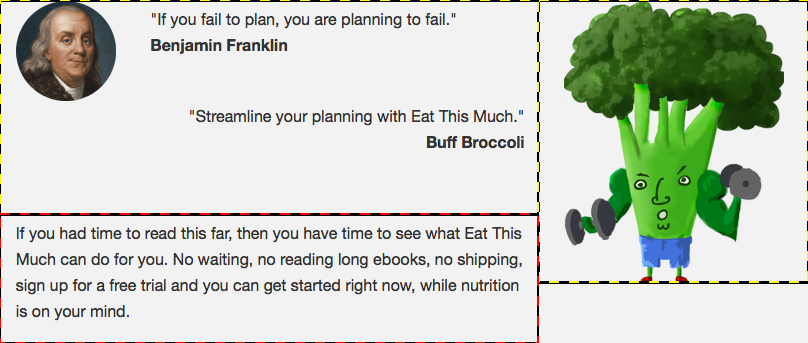 "If you fail to plan, you are planning to fail."
Benjamin Franklin
"Streamline your planning with Eat This Much."
Buff Broccoli
If you had time to read this far, then you have time to see what Eat This
Much can do for you. No waiting, no reading long ebooks, no shipping,
sign up for a free trial and you can get started right now, while nutrition
is on your mind.